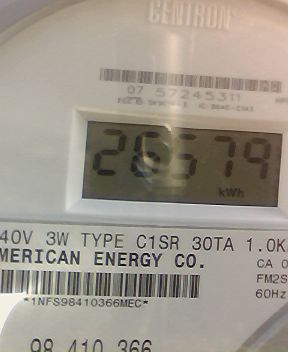 CENTRON
07 57245311
26579
kWh
40V 3W TYPE C1SR 30TA 1.0K
MERICAN ENERGY CO.
CA 0
FM2S
60Hz
*1NFS98410366MEC*
98 410 366